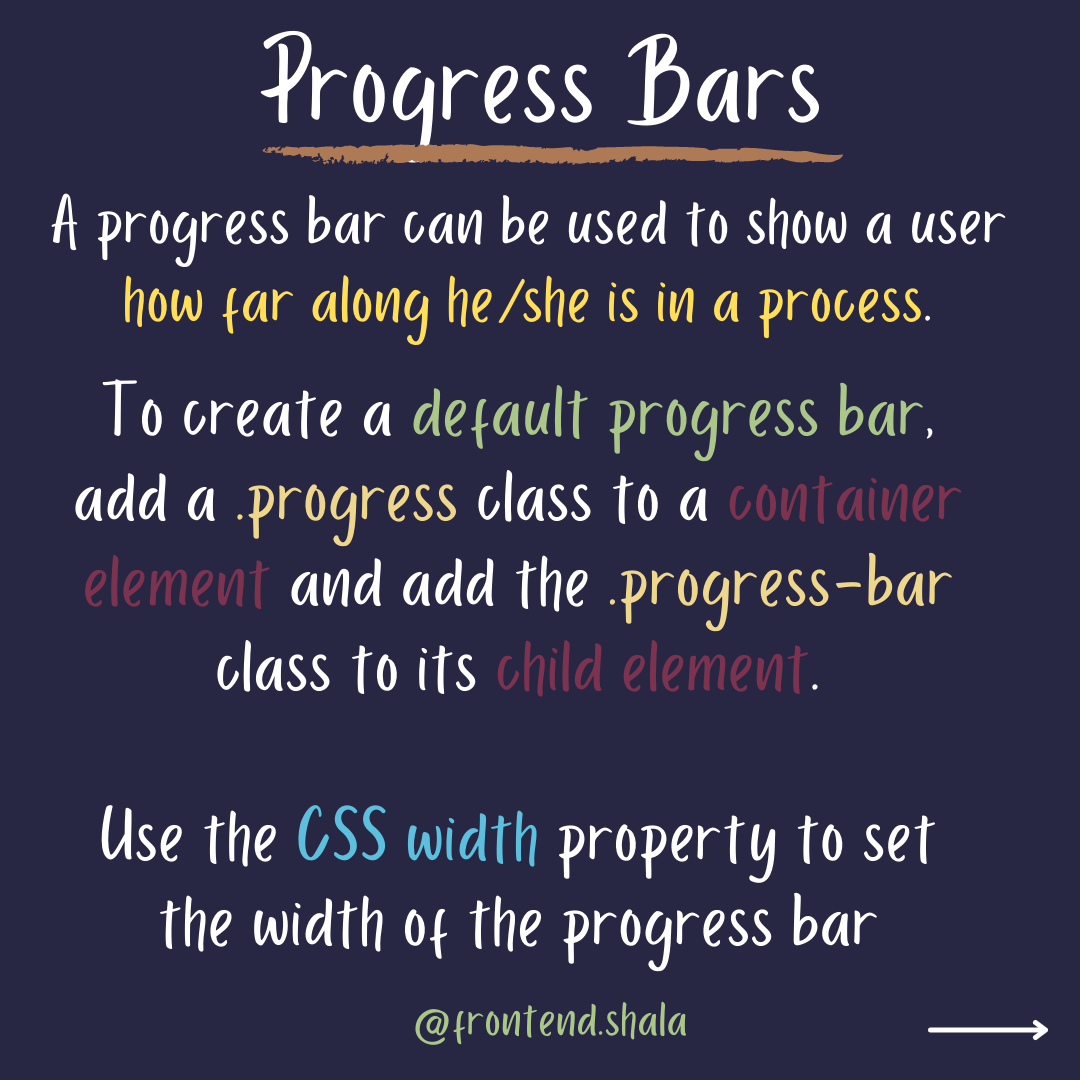 Progress Bars
A progress bar can be used to show a user
how far along he/she is in a process.
To create a default progress bar,
add a .progress class to a container
element and add the .progress-bar
class to its child element.
Use the CSS width property to set
the width of the progress bar
@frontend.shala